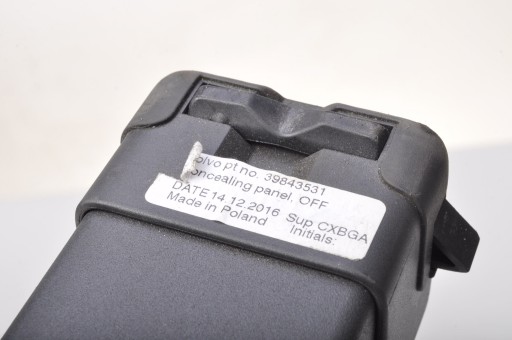 olvo pt no. 39843531
oncealing panel, OFF
DATE 14.12.2016 Sup CXBGA
Made in Poland Initials: